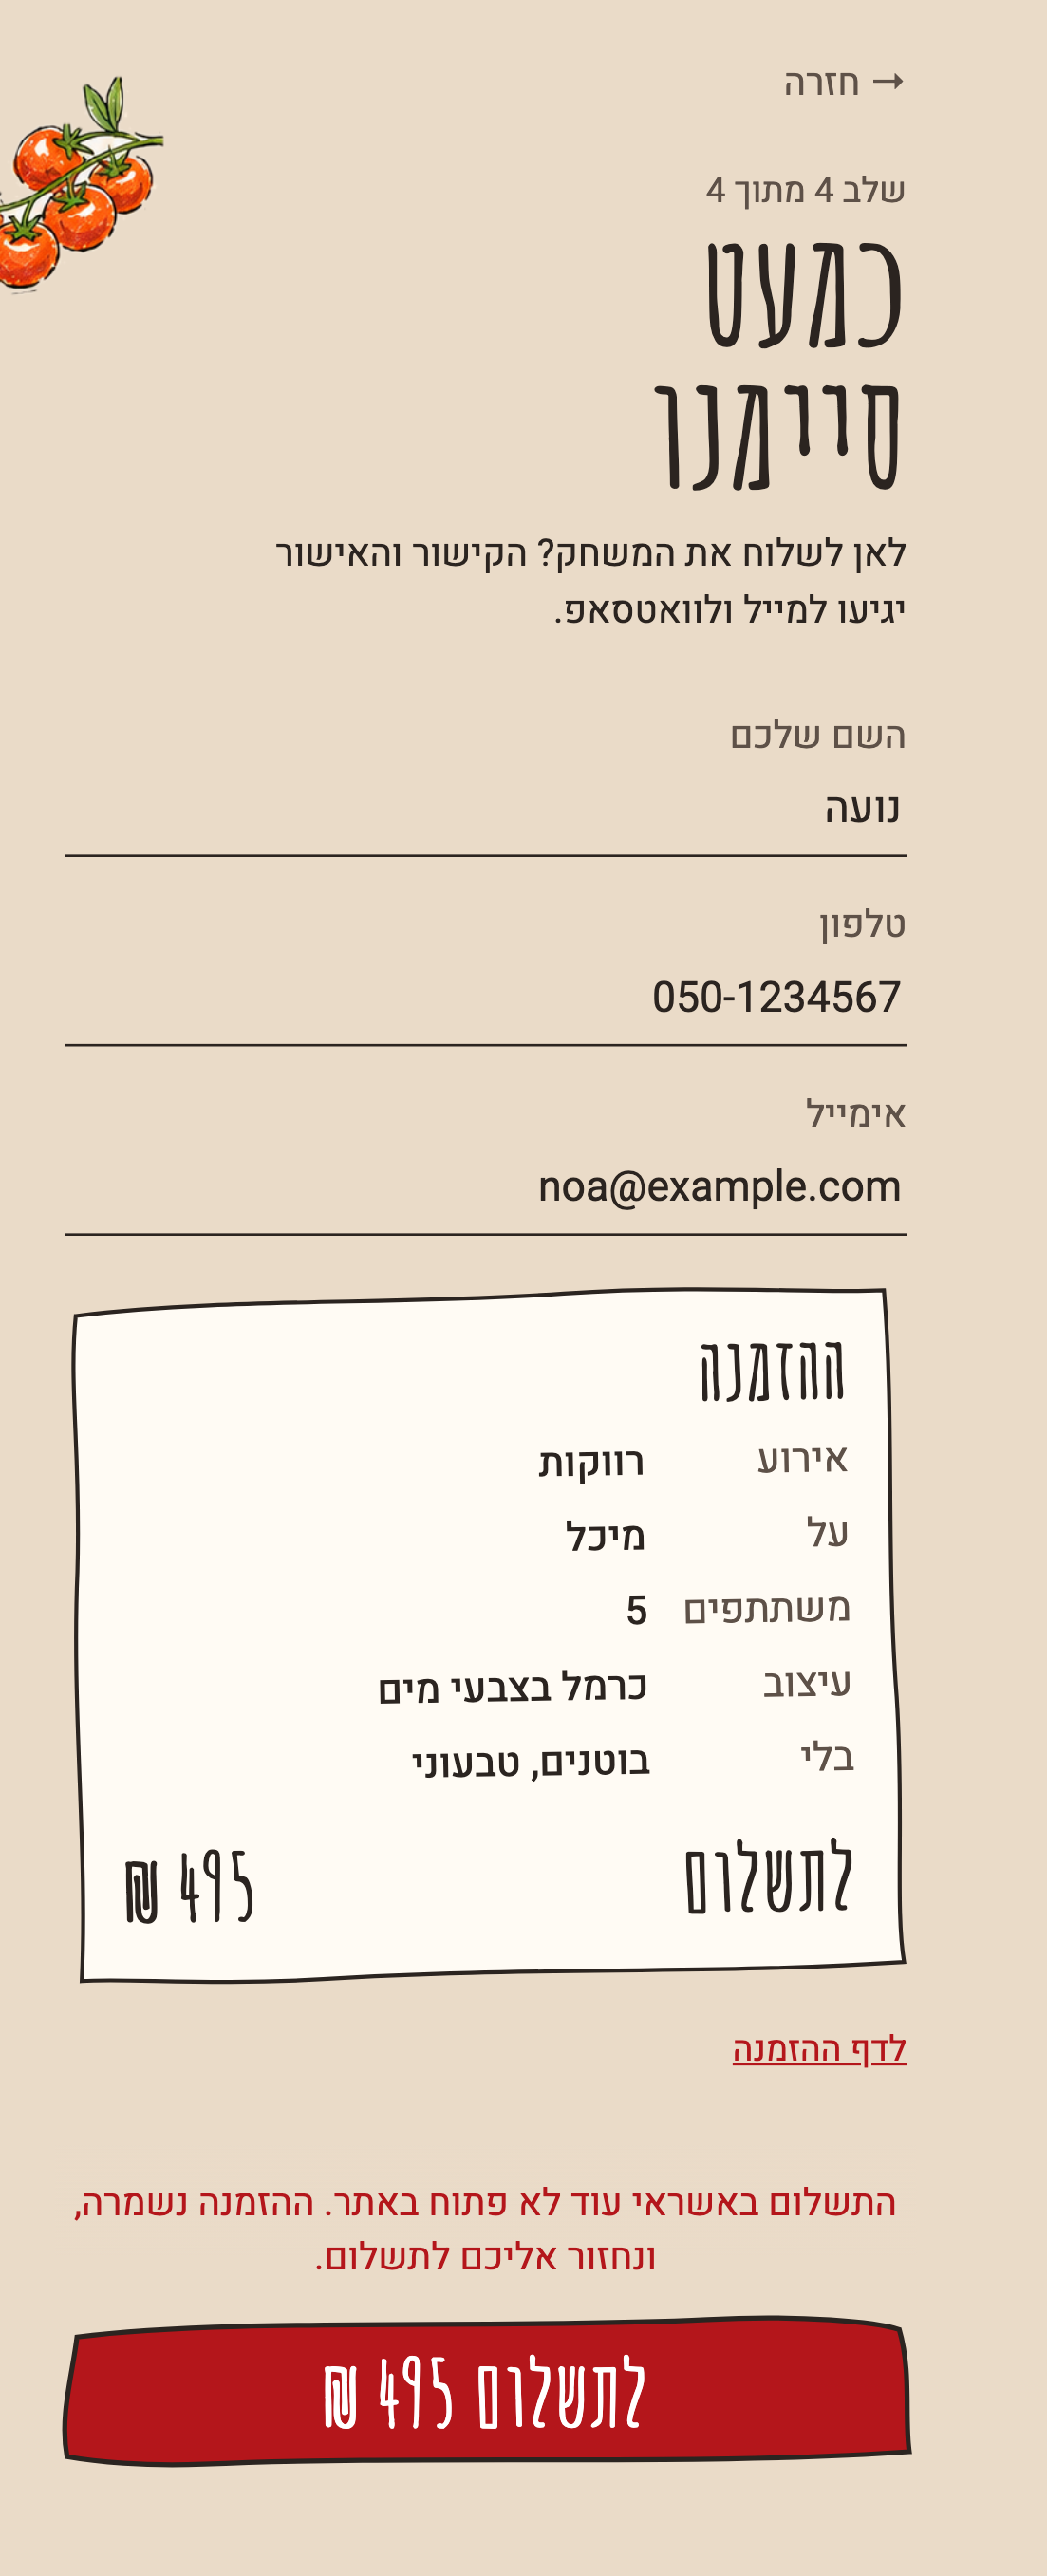 → חזרה
שלב 4 מתוך 4
כמעט
סיימנו
לאן לשלוח את המשחק? הקישור והאישור
יגיעו למייל ולוואטסאפ.
השם שלכם
נועה
טלפון
050-1234567
אימייל
noa@example.com
ההזמנה
אירוע רווקות
על מיכל
משתתפים 5
עיצוב כרמל בצבעי מים
בלי בוטנים, טבעוני
לתשלום 495 ₪
לדף ההזמנה
התשלום באשראי עוד לא פתוח באתר. ההזמנה נשמרה,
ונחזור אליכם לתשלום.
לתשלום 495 ₪